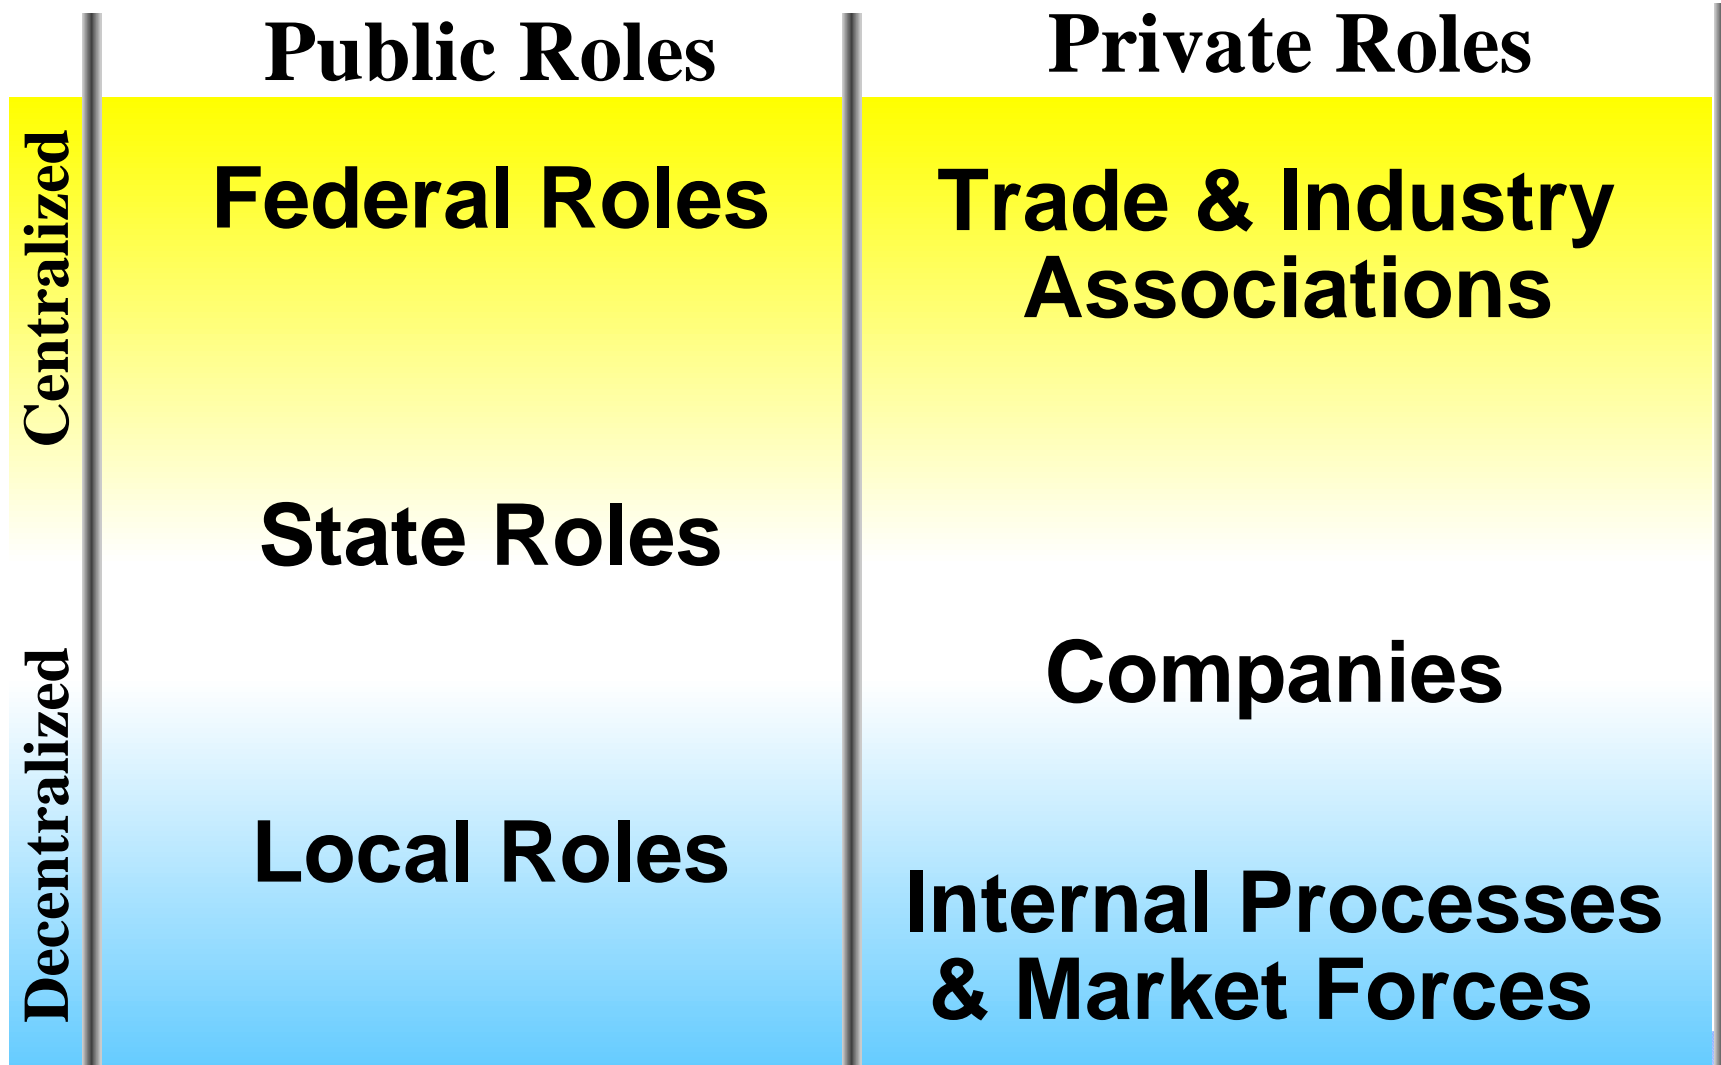 Public Roles
Private Roles
Centralized
Federal Roles
Trade & Industry
Associations
State Roles
Companies
Decentralized
Local Roles
Internal Processes
& Market Forces